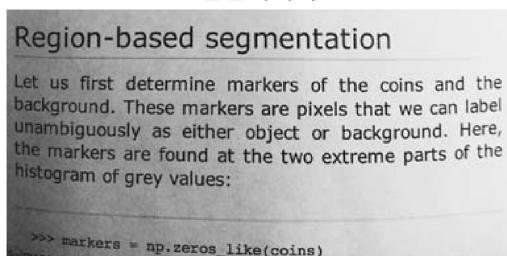 Region-based segmentation
Let us first determine markers of the coins and the
background. These markers are pixels that we can label
unambiguously as either object or background. Here,
the markers are found at the two extreme parts of the
histogram of grey values:
>>> markers = np.zeros_like(coins)